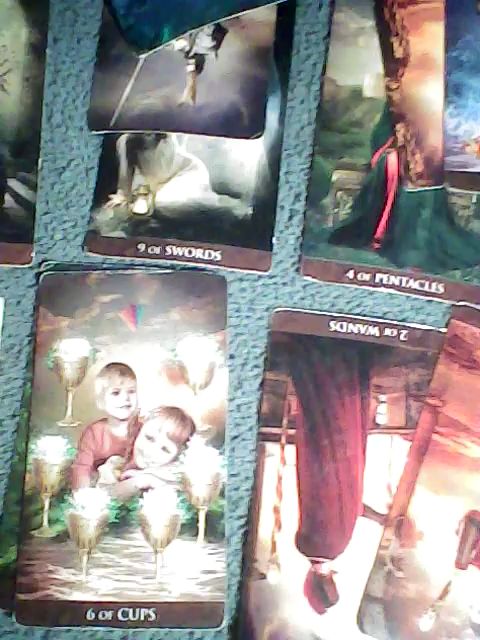 9 OF SWORDS
4 OF PENTACLES
2 OF WANDS
6 OF CUPS